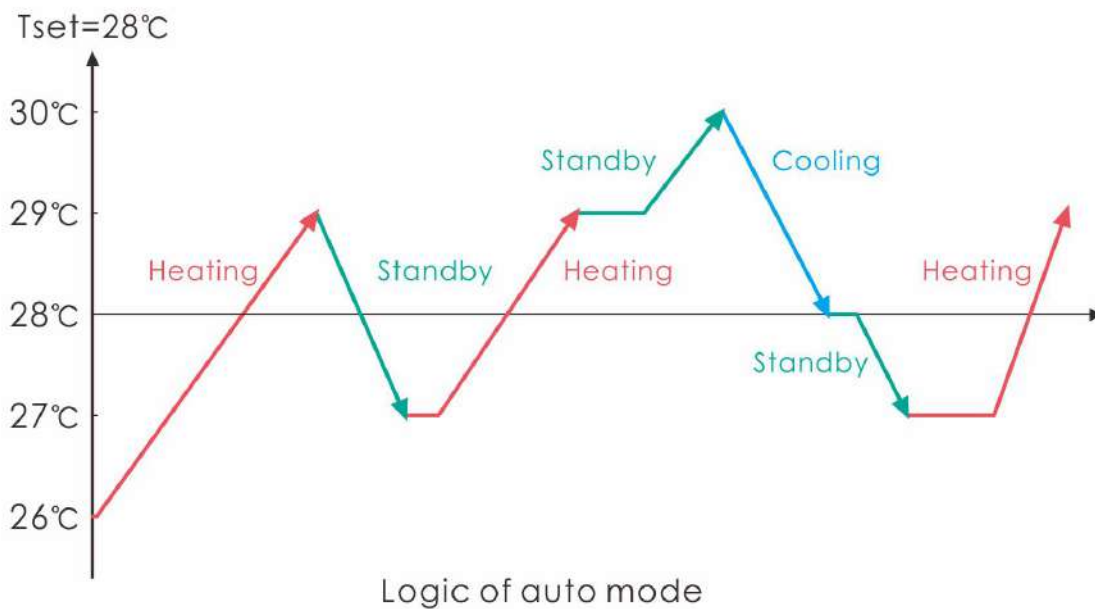 Tset=28℃
30℃
Standby
Cooling
29℃
Heating
Standby
Heating
Heating
28℃
Standby
27℃
26℃
Logic of auto mode